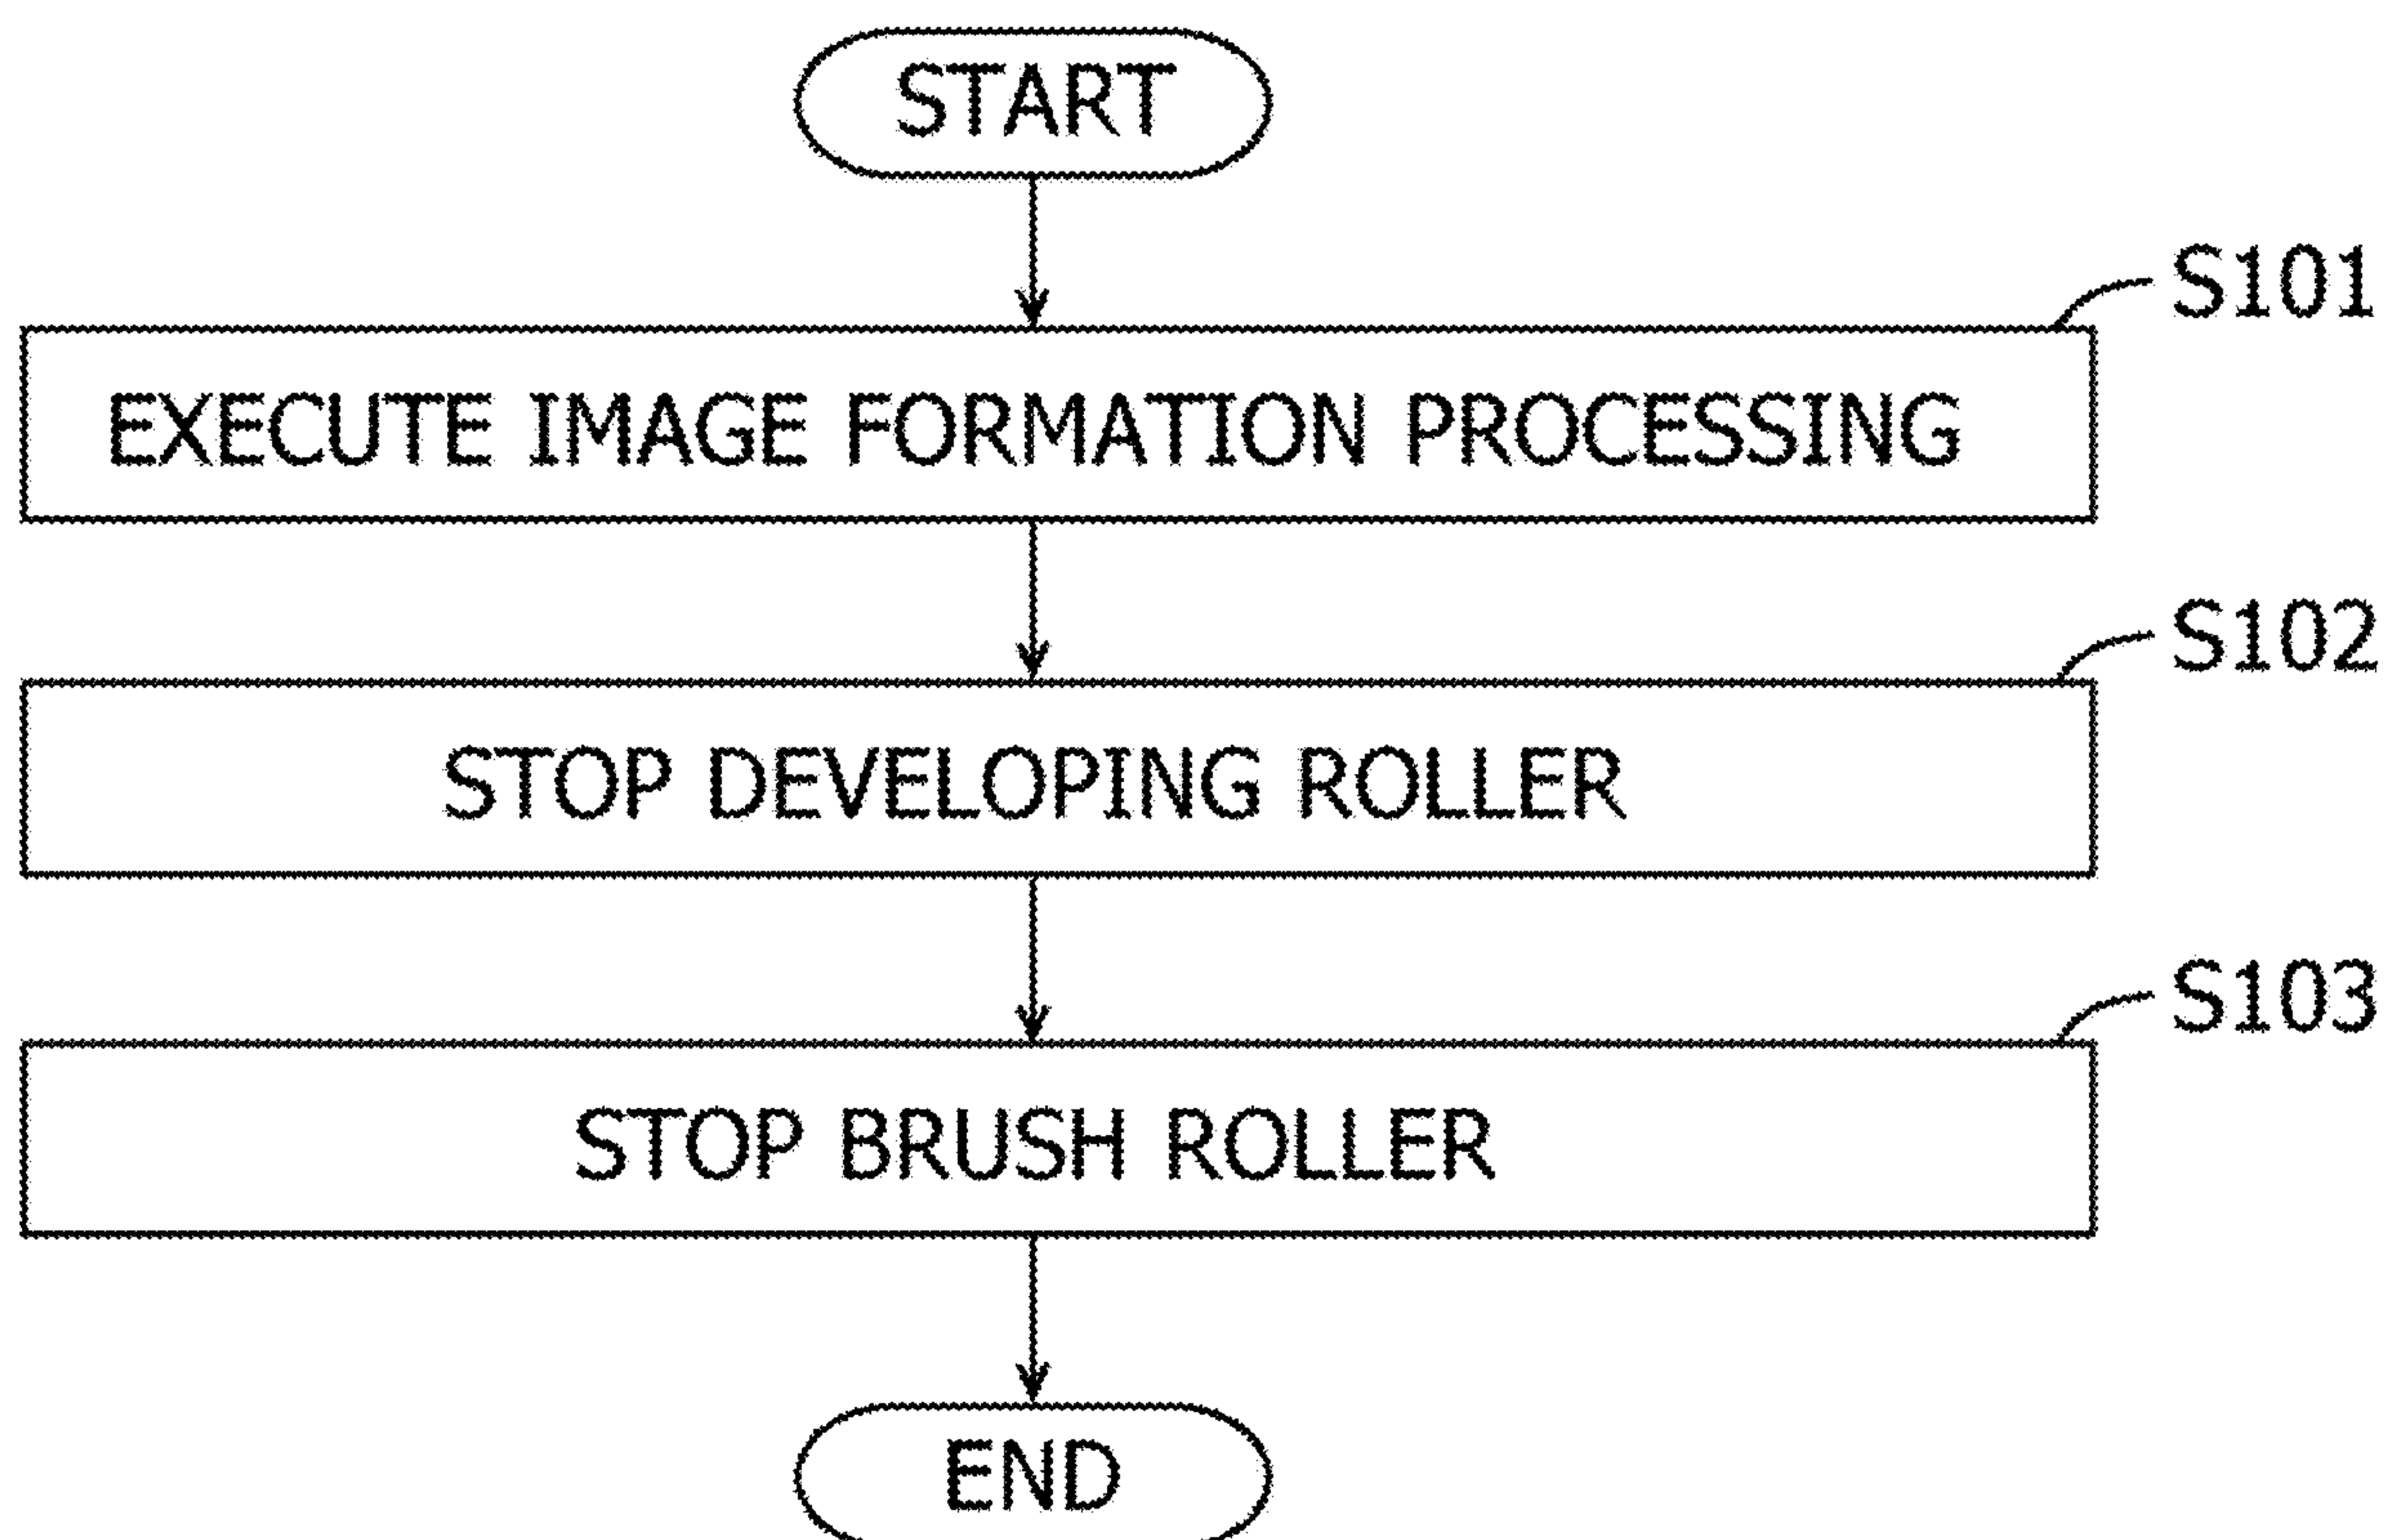 START
S101
EXECUTE IMAGE FORMATION PROCESSING
S102
STOP DEVELOPING ROLLER
S103
STOP BRUSH ROLLER
END